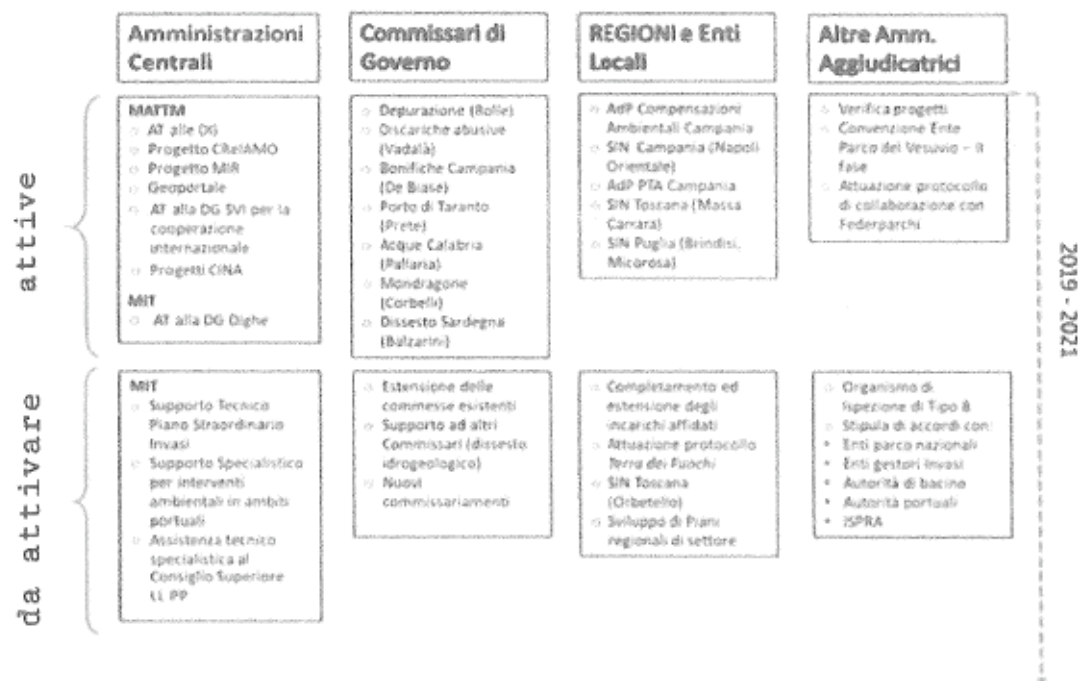 Amministrazioni
Centrali
Commissari di
Governo
REGIONI e Enti
Locali
Altre Amm.
Aggiudicatrici
attive
MATTM
AT alle DG
Progetto CReIAMO
Progetto MIR
Geoportale
AT alla DG SVI per la
cooperazione
internazionale
Progetti CINA
MIT
AT alla DG Dighe
Depurazione (Rolle)
Discariche abusive
(Vadalà)
Bonifiche Campania
(De Biase)
Porto di Taranto
(Prete)
Acque Calabria
(Pallaria)
Mondragone
(Corbelli)
Dissesto Sardegna
(Balzarini)
AdP Compensazioni
Ambientali Campania
SIN Campania (Napoli
Orientale)
AdP PTA Campania
SIN Toscana (Massa
Carrara)
SIN Puglia (Brindisi,
Micorosa)
Verifica progetti
Convenzione Ente
Parco del Vesuvio – II
fase
Attuazione protocollo
di collaborazione con
Federparchi
2019 - 2021
da attivare
MIT
Supporto Tecnico
Piano Straordinario
Invasi
Supporto Specialistico
per interventi
ambientali in ambiti
portuali
Assistenza tecnico
specialistica al
Consiglio Superiore
LL PP
Estensione delle
commesse esistenti
Supporto ad altri
Commissari (dissesto
idrogeologico)
Nuovi
commissariamenti
Completamento ed
estensione degli
incarichi affidati
Attuazione protocollo
Terra dei Fuochi
SIN Toscana
(Orbetello)
Sviluppo di Piani
regionali di settore
Organismo di
Ispezione di Tipo B
Stipula di accordi con:
• Enti parco nazionali
• Enti gestori Invasi
• Autorità di bacino
• Autorità portuali
• ISPRA